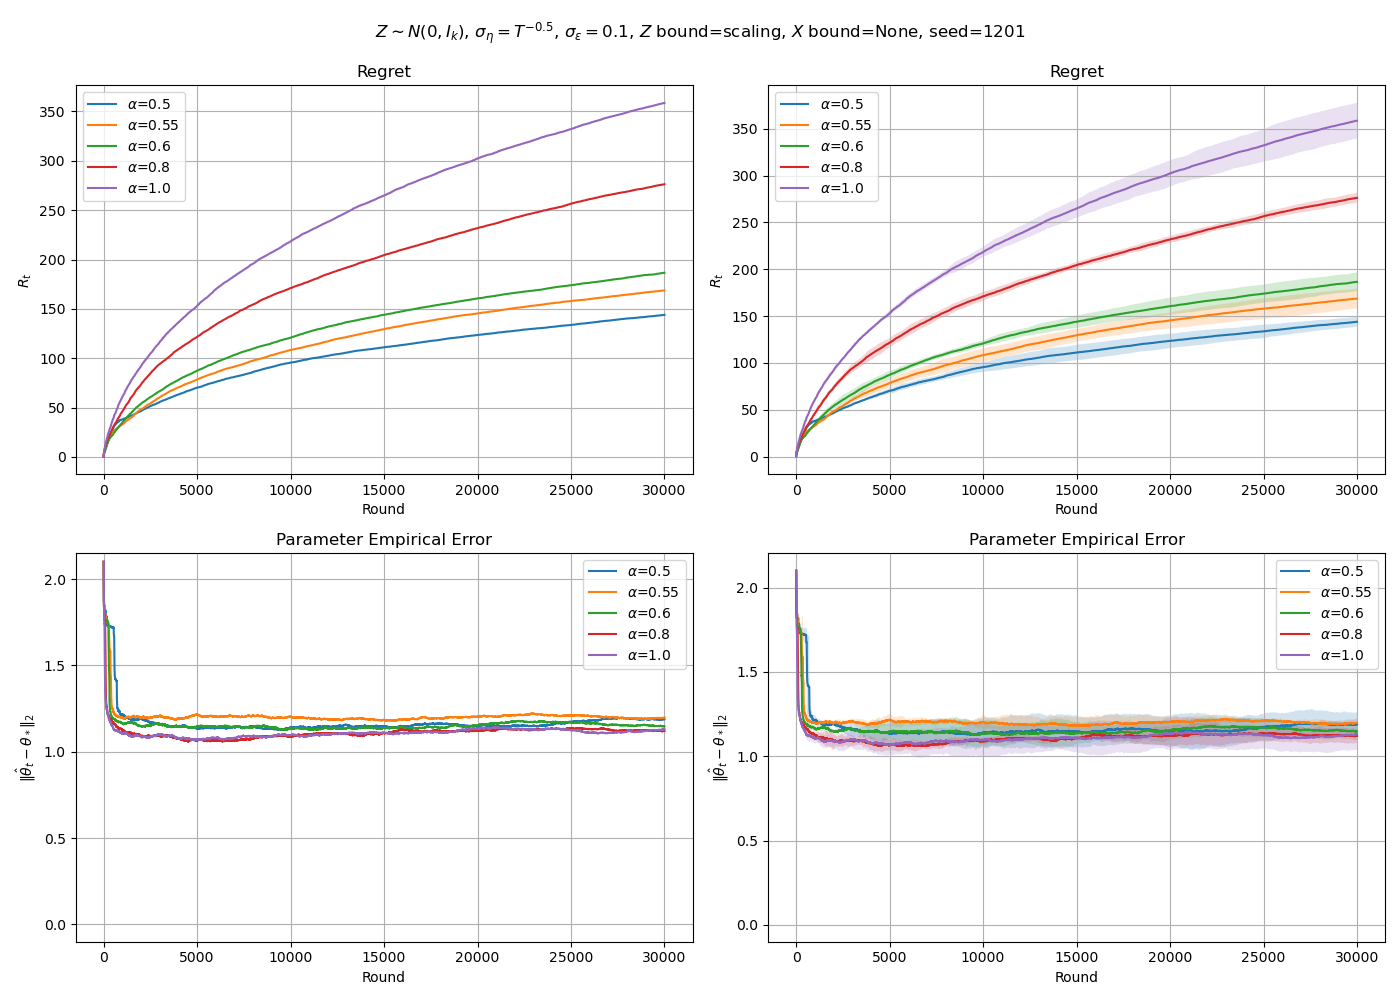 Z ~ N(0, I_k), σ_η = T^{-0.5}, σ_ε = 0.1, Z bound=scaling, X bound=None, seed=1201
Regret
350
300
250
200
150
100
50
0
R_t
α=0.5
α=0.55
α=0.6
α=0.8
α=1.0
0 5000 10000 15000 20000 25000 30000
Round
Regret
350
300
250
200
150
100
50
0
R_t
α=0.5
α=0.55
α=0.6
α=0.8
α=1.0
0 5000 10000 15000 20000 25000 30000
Round
Parameter Empirical Error
2.0
1.5
1.0
0.5
0.0
‖θ̂_t − θ_*‖_2
α=0.5
α=0.55
α=0.6
α=0.8
α=1.0
0 5000 10000 15000 20000 25000 30000
Round
Parameter Empirical Error
2.0
1.5
1.0
0.5
0.0
‖θ̂_t − θ_*‖_2
α=0.5
α=0.55
α=0.6
α=0.8
α=1.0
0 5000 10000 15000 20000 25000 30000
Round